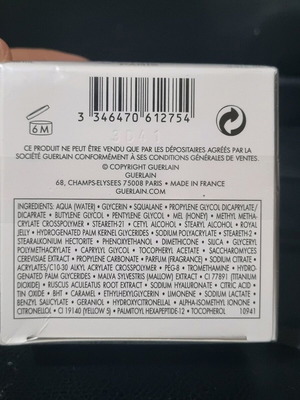 PARIS
3 346470 612754
6 M
CE PRODUIT NE PEUT ÊTRE VENDU QUE PAR LES DÉPOSITAIRES AGRÉÉS PAR LA
SOCIÉTÉ GUERLAIN CONFORMÉMENT À SES CONDITIONS GÉNÉRALES DE VENTES.
© COPYRIGHT GUERLAIN
GUERLAIN
68, CHAMPS-ELYSEES 75008 PARIS • MADE IN FRANCE
GUERLAIN.COM
INGREDIENTS: AQUA (WATER) • GLYCERIN • SQUALANE • PROPYLENE GLYCOL DICAPRYLATE/
DICAPRATE • BUTYLENE GLYCOL • PENTYLENE GLYCOL • MEL (HONEY) • METHYL METHA-
CRYLATE CROSSPOLYMER • STEARETH-21 • CETYL ALCOHOL • STEARYL ALCOHOL • ROYAL
JELLY • HYDROGENATED PALM KERNEL GLYCERIDES • SODIUM POLYACRYLATE • STEARETH-2 •
STEARALKONIUM HECTORITE • PHENOXYETHANOL • DIMETHICONE • SILICA • GLYCERYL
POLYMETHACRYLATE • CAPRYLYL GLYCOL • TOCOPHERYL ACETATE • SACCHAROMYCES
CEREVISIAE EXTRACT • PROPYLENE CARBONATE • PARFUM (FRAGRANCE) • SODIUM CITRATE •
ACRYLATES/C10-30 ALKYL ACRYLATE CROSSPOLYMER • PEG-8 • TROMETHAMINE • HYDRO-
GENATED PALM GLYCERIDES • MALVA SYLVESTRIS (MALLOW) EXTRACT • CI 77891 (TITANIUM
DIOXIDE) • RUSCUS ACULEATUS ROOT EXTRACT • SODIUM HYALURONATE • CITRIC ACID •
TIN OXIDE • BHT • CARAMEL • ETHYLHEXYLGLYCERIN • LIMONENE • SODIUM LACTATE •
BENZYL SALICYLATE • GERANIOL • HYDROXYCITRONELLAL • ALPHA-ISOMETHYL IONONE •
CITRONELLOL • CI 19140 (YELLOW 5) • PALMITOYL HEXAPEPTIDE-12 • TOCOPHEROL 10941